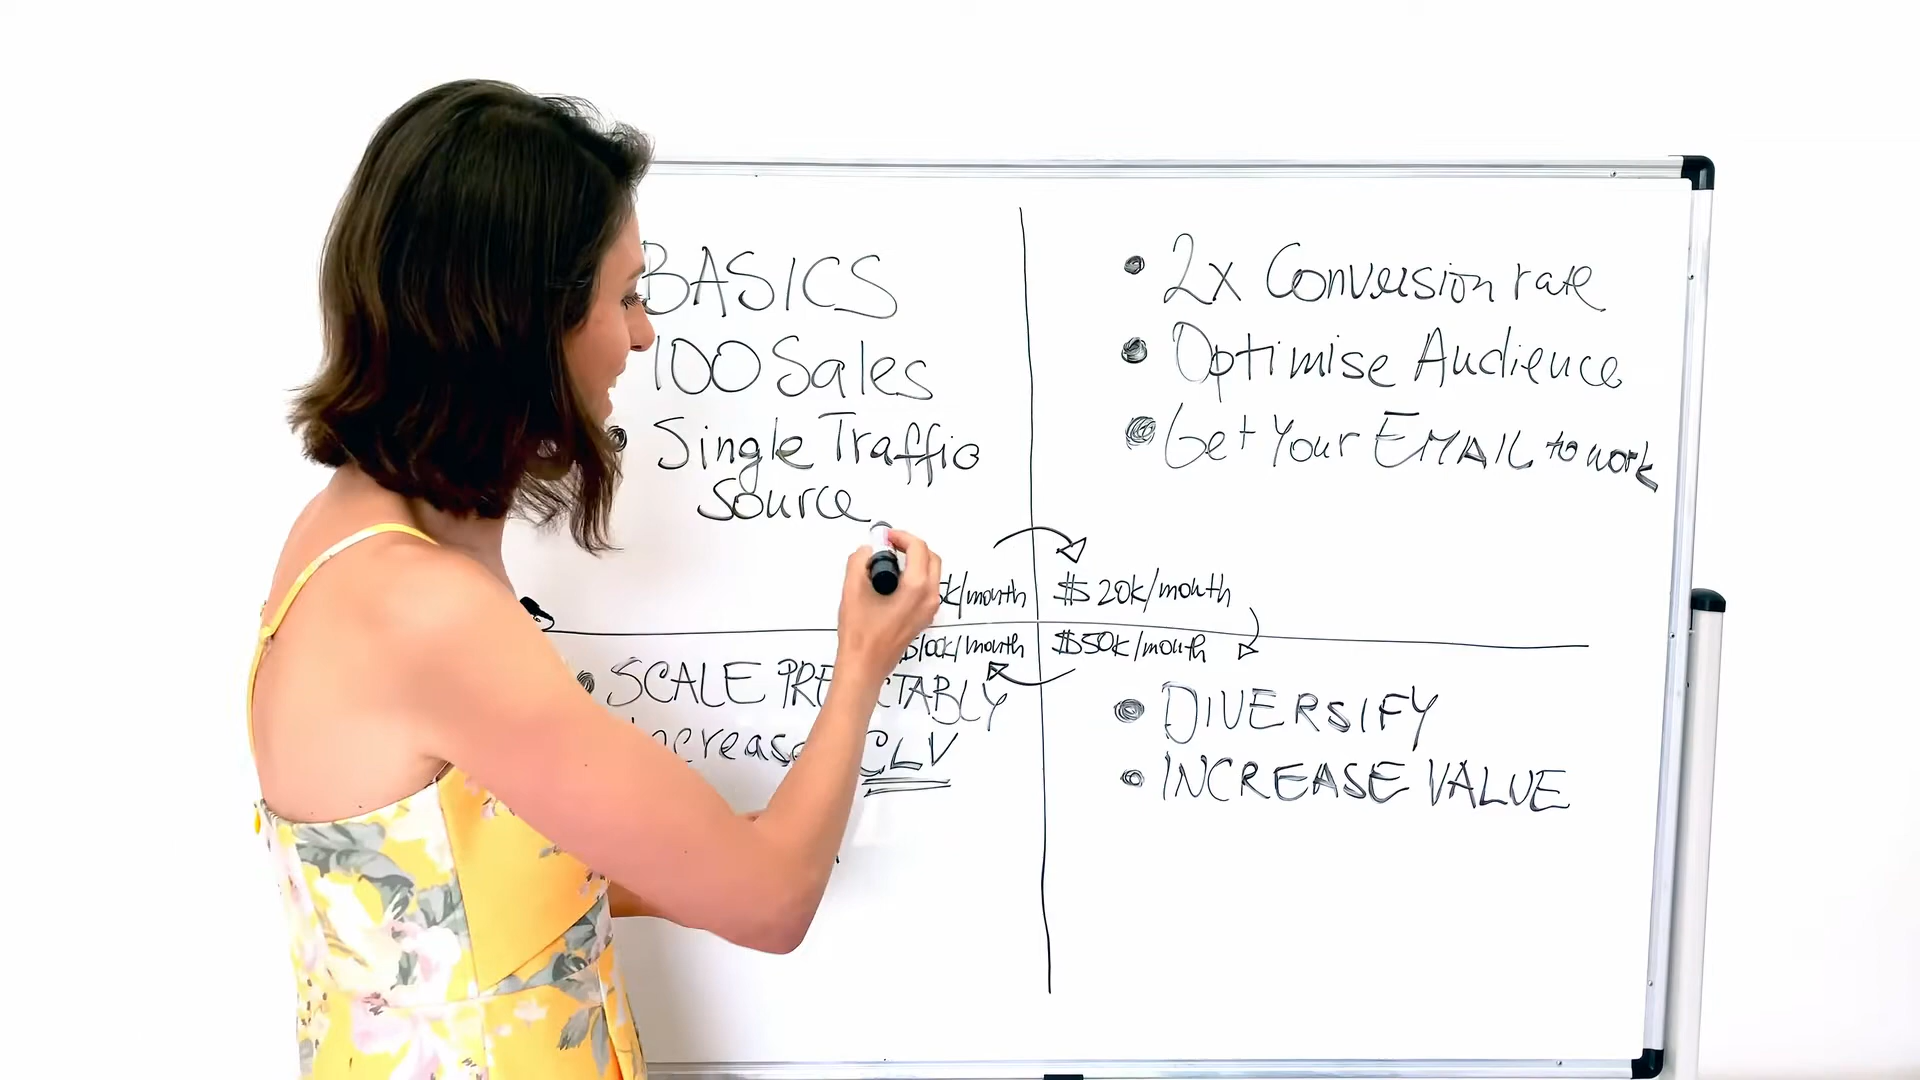 BASICS
100 Sales
Single Traffic
Source
k/month
2x Conversion rate
Optimise Audience
Get Your EMAIL to work
$ 20k/month
$100k/month
SCALE
CLV
$50k/month
DIVERSIFY
INCREASE VALUE